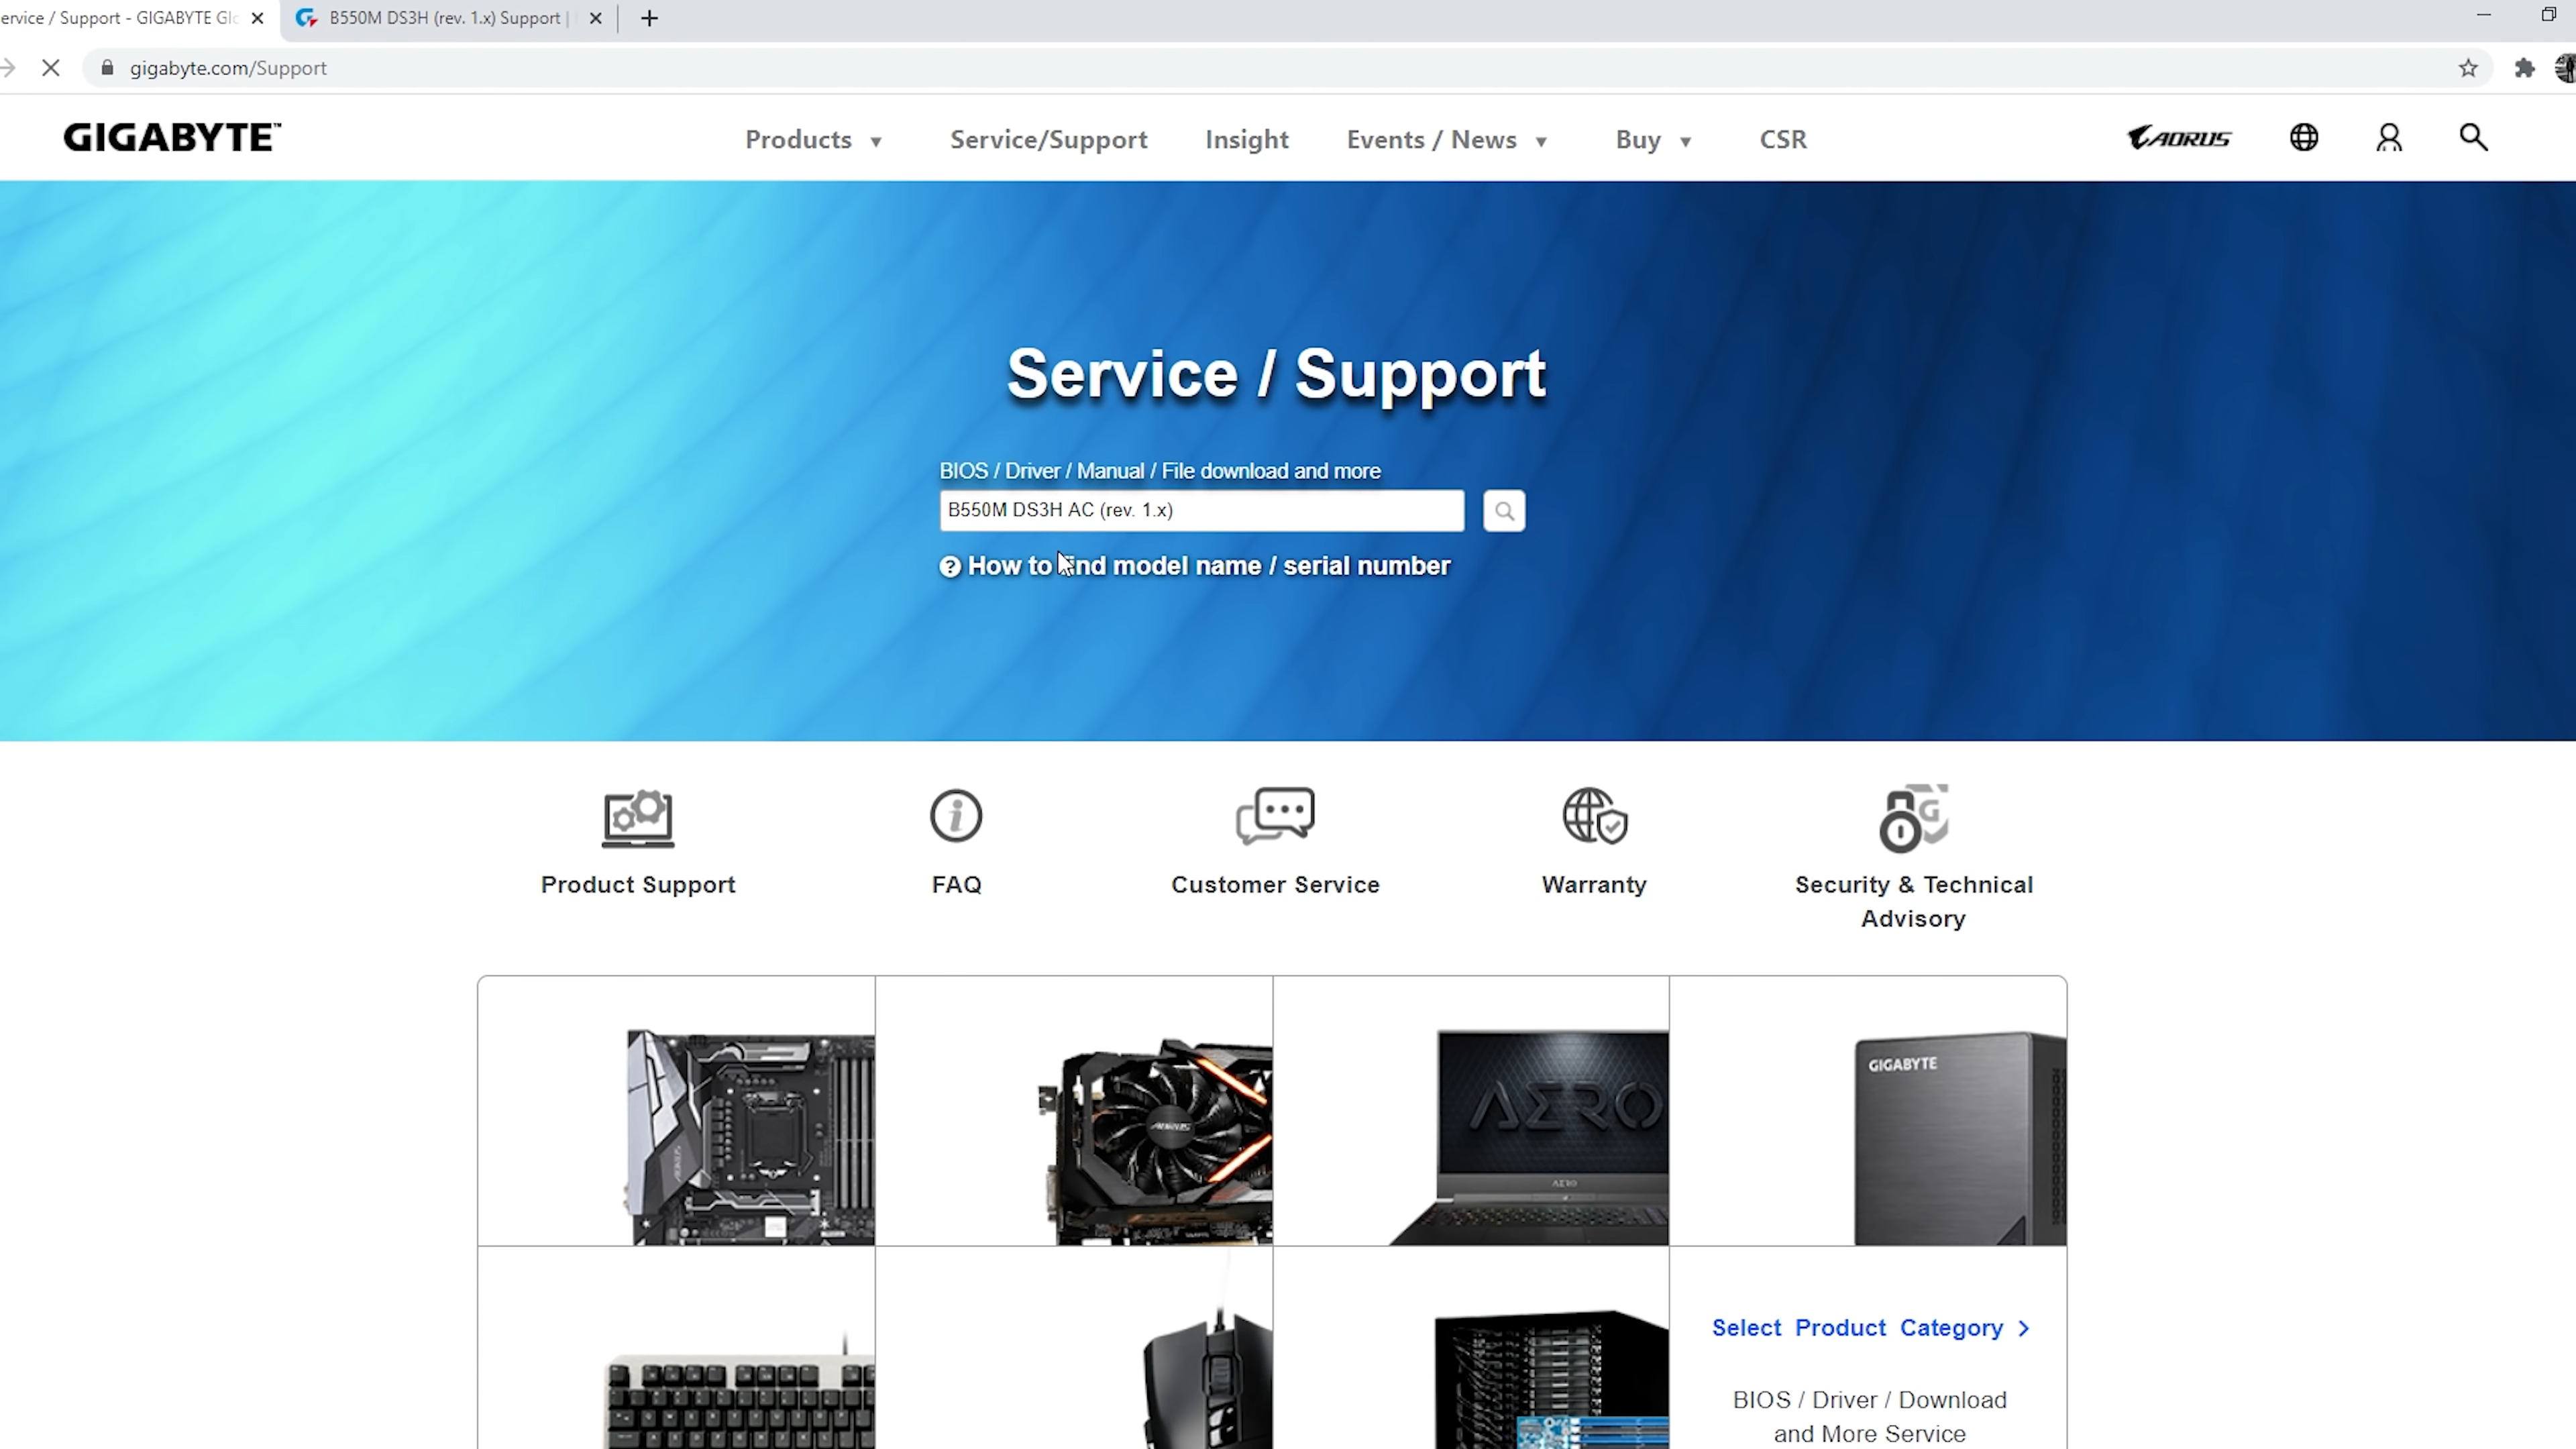 ervice / Support - GIGABYTE Glo
B550M DS3H (rev. 1.x) Support |
gigabyte.com/Support
GIGABYTE™
Products
Service/Support
Insight
Events / News
Buy
CSR
AORUS
Service / Support
BIOS / Driver / Manual / File download and more
B550M DS3H AC (rev. 1.x)
? How to find model name / serial number
Product Support
FAQ
Customer Service
Warranty
Security & Technical
Advisory
AORUS
AERO
AERO
GIGABYTE
Select Product Category >
BIOS / Driver / Download
and More Service